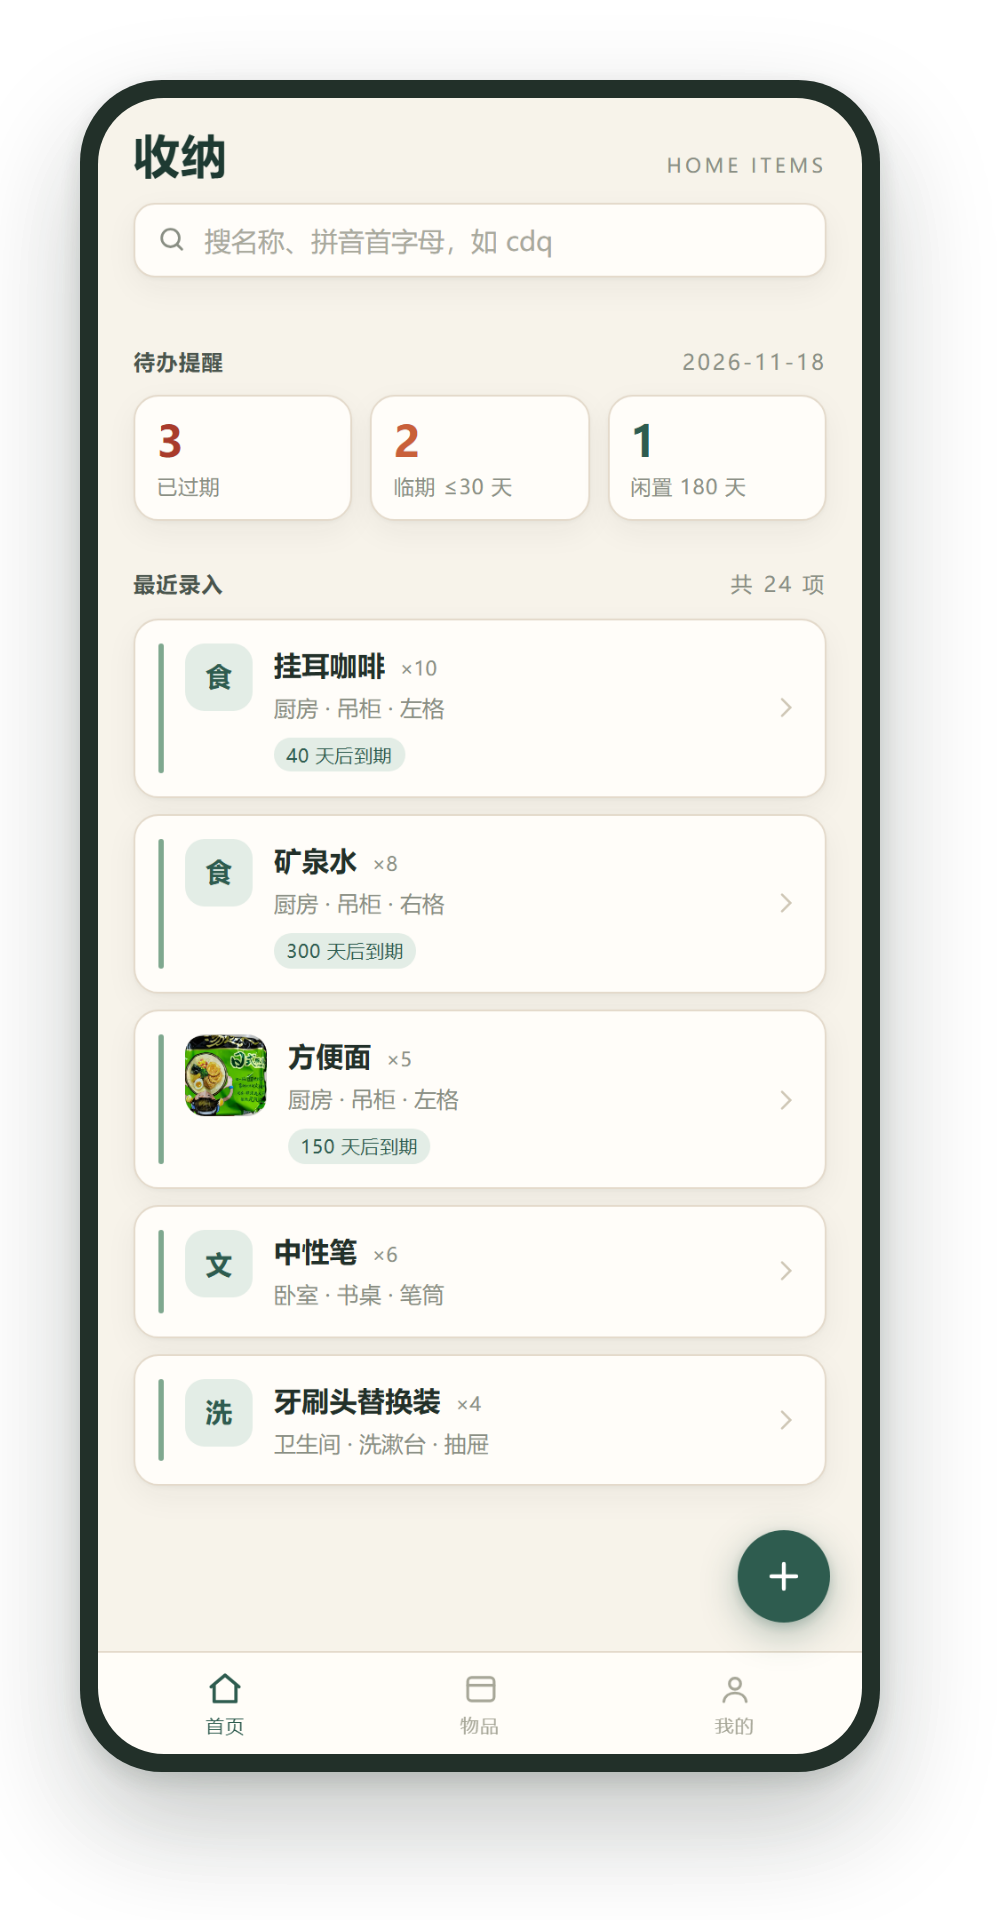 收纳
HOME ITEMS
搜名称、拼音首字母，如 cdq
待办提醒
2026-11-18
3
已过期
2
临期 ≤30 天
1
闲置 180 天
最近录入
共 24 项
食
挂耳咖啡 ×10
厨房 · 吊柜 · 左格
40 天后到期
食
矿泉水 ×8
厨房 · 吊柜 · 右格
300 天后到期
方便面 ×5
厨房 · 吊柜 · 左格
150 天后到期
文
中性笔 ×6
卧室 · 书桌 · 笔筒
洗
牙刷头替换装 ×4
卫生间 · 洗漱台 · 抽屉
首页
物品
我的